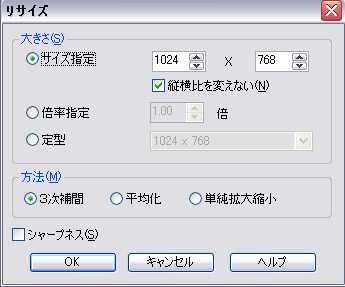 リサイズ
大きさ(S)
サイズ指定 1024 X 768
縦横比を変えない(N)
倍率指定 1.00 倍
定型 1024 x 768
方法(M)
3次補間 平均化 単純拡大縮小
シャープネス(S)
OK キャンセル ヘルプ